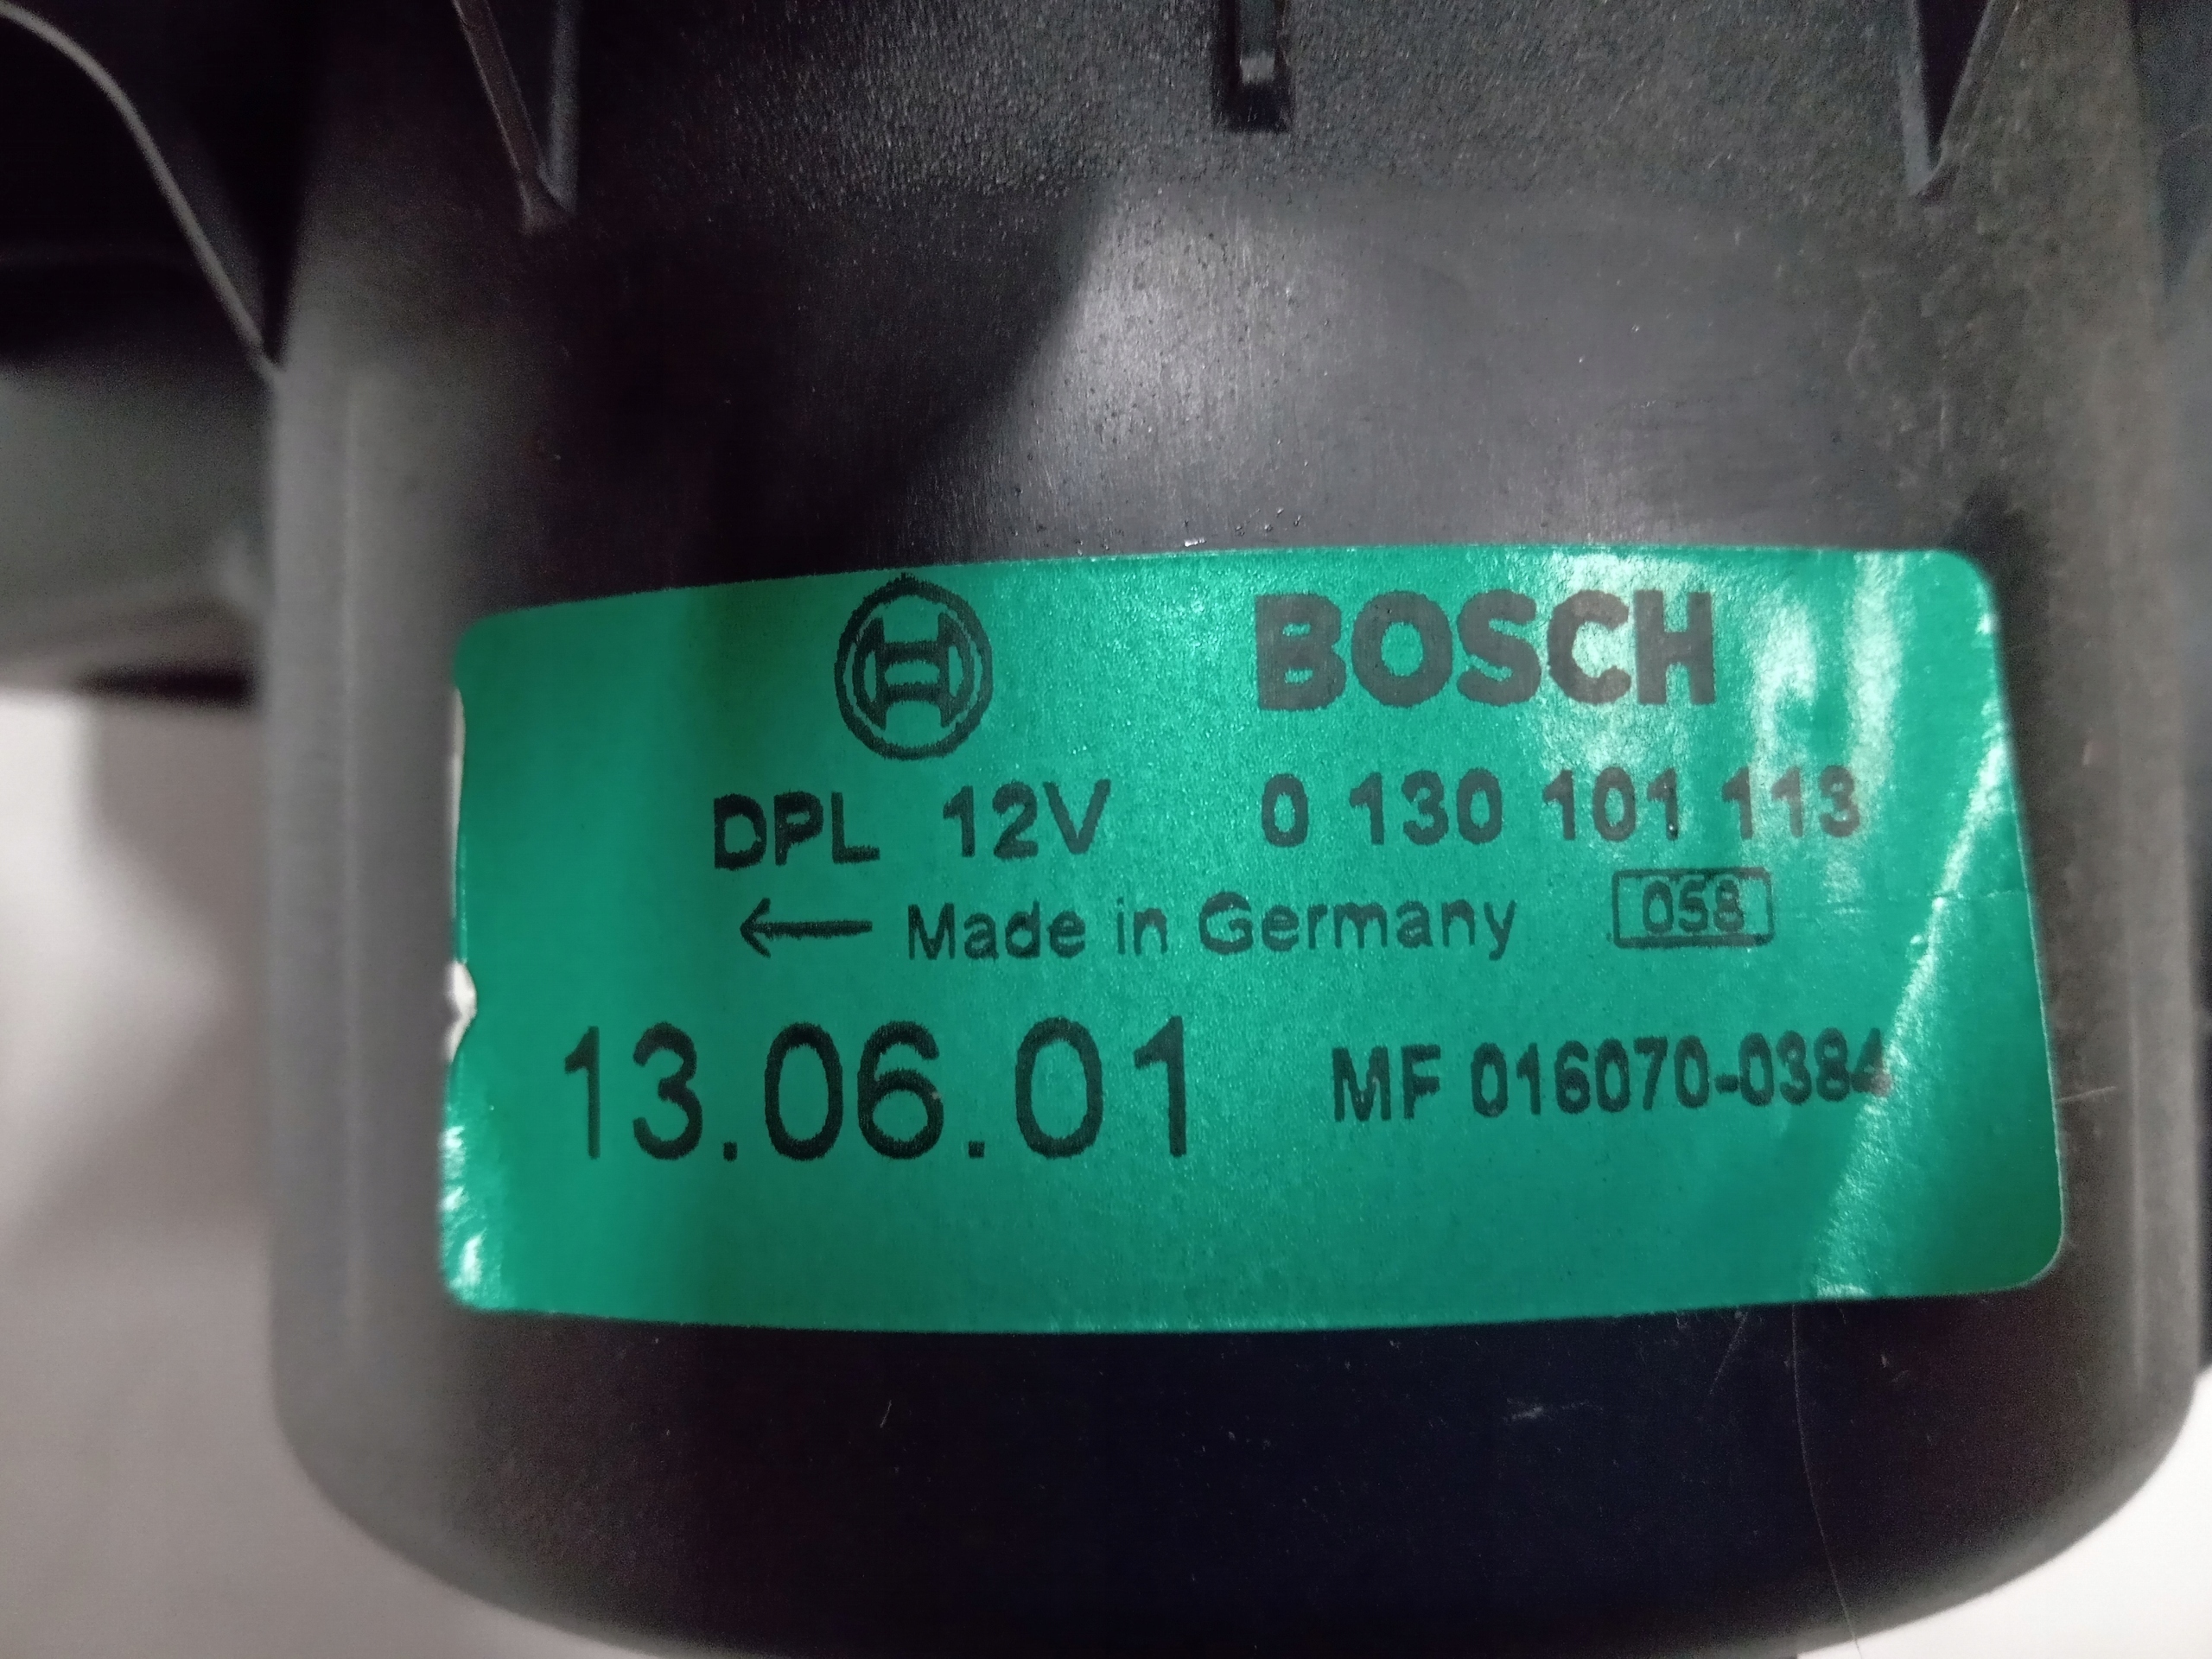 BOSCH
DPL 12V 0 130 101 113
← Made in Germany 058
13.06.01 MF 016070-0384